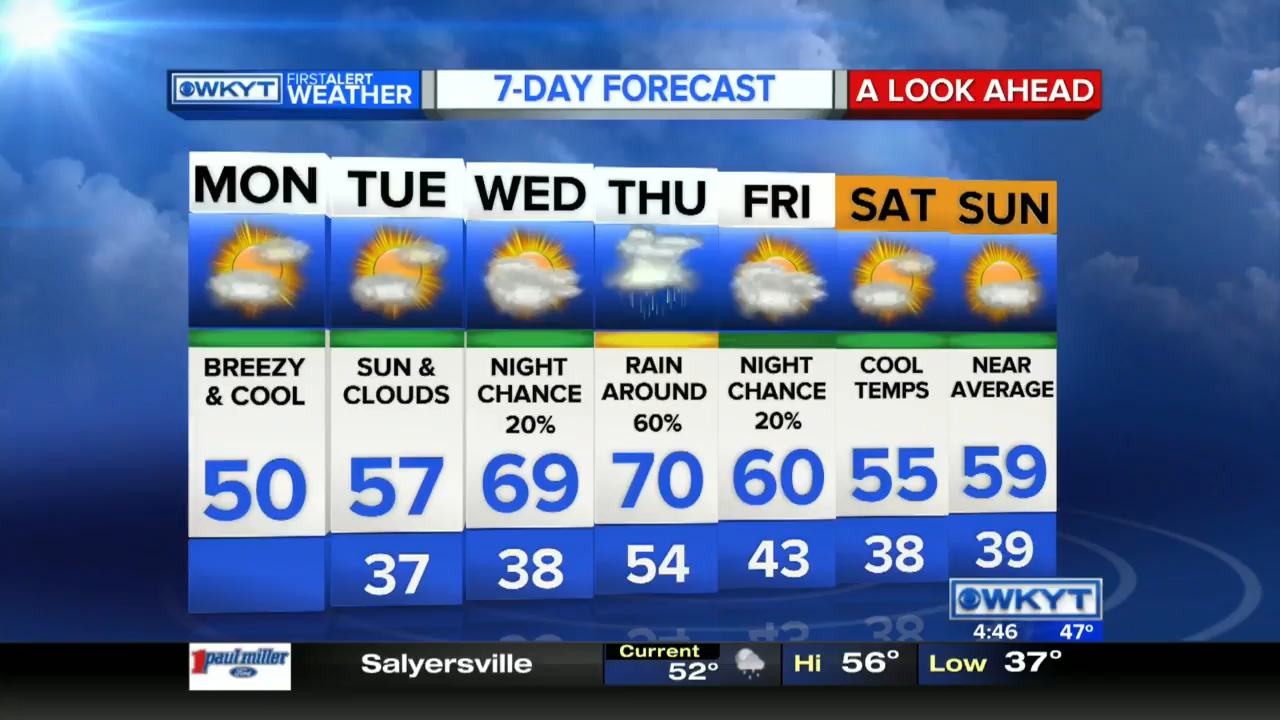 WKYT FIRST ALERT WEATHER 7-DAY FORECAST A LOOK AHEAD
MON TUE WED THU FRI SAT SUN
BREEZY & COOL
SUN & CLOUDS
NIGHT CHANCE 20%
RAIN AROUND 60%
NIGHT CHANCE 20%
COOL TEMPS
NEAR AVERAGE
50 57 69 70 60 55 59
37 38 54 43 38 39
WKYT
4:46 47°
1 paul miller Ford Salyersville Current 52° Hi 56° Low 37°